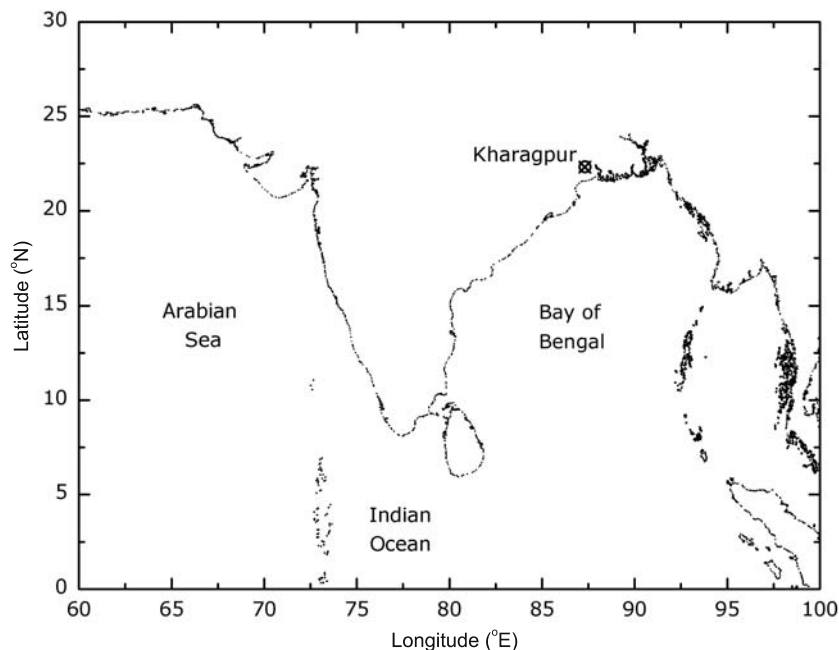 30
25
Kharagpur
20
Latitude (°N)
15
Arabian
Sea
Bay of
Bengal
10
5
Indian
Ocean
0
60 65 70 75 80 85 90 95 100
Longitude (°E)